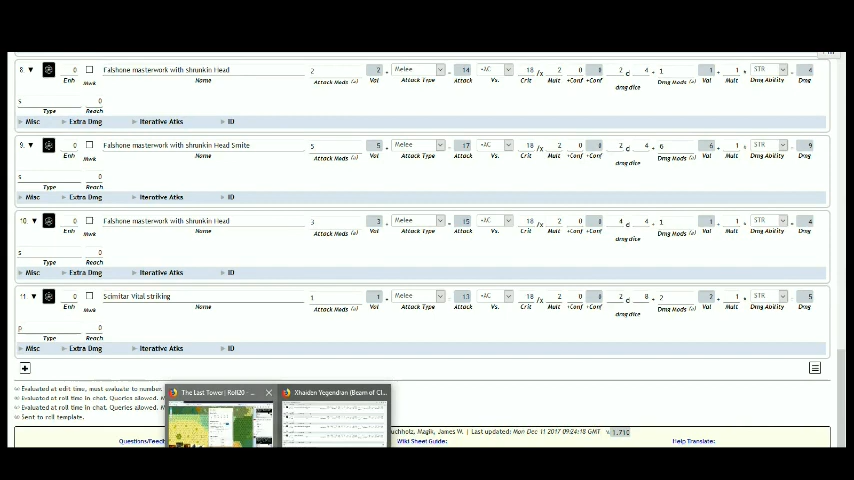 8. ▼ 0 Falshone masterwork with shrunkin Head 2 2 + Melee = 14 +AC 18 /x 2 0 0 2 d 4 + 1 1 + 1 * STR = 4
Enh Mwk Name Attack Mods Val Attack Type Attack Vs. Crit Mult +Conf +Conf dmg dice Dmg Mods Val Mult Dmg Ability Dmg
s 0
Type Reach
Misc Extra Dmg Iterative Atks ID
9. ▼ 0 Falshone masterwork with shrunkin Head Smite 5 5 + Melee = 17 +AC 18 /x 2 0 0 2 d 4 + 6 6 + 1 * STR = 9
Enh Mwk Name Attack Mods Val Attack Type Attack Vs. Crit Mult +Conf +Conf dmg dice Dmg Mods Val Mult Dmg Ability Dmg
s 0
Type Reach
Misc Extra Dmg Iterative Atks ID
10. ▼ 0 Falshone masterwork with shrunkin Head 3 3 + Melee = 15 +AC 18 /x 2 0 0 4 d 4 + 1 1 + 1 * STR = 4
Enh Mwk Name Attack Mods Val Attack Type Attack Vs. Crit Mult +Conf +Conf dmg dice Dmg Mods Val Mult Dmg Ability Dmg
s 0
Type Reach
Misc Extra Dmg Iterative Atks ID
11 ▼ 0 Scimitar Vital striking 1 1 + Melee = 13 +AC 18 /x 2 0 0 2 d 8 + 2 2 + 1 * STR = 5
Enh Mwk Name Attack Mods Val Attack Type Attack Vs. Crit Mult +Conf +Conf dmg dice Dmg Mods Val Mult Dmg Ability Dmg
p 0
Type Reach
Misc Extra Dmg Iterative Atks ID
Evaluated at edit time, must evaluate to number.
Evaluated at roll time in chat. Queries allowed.
Evaluated at roll time in chat. Queries allowed.
Sent to roll template.
The Last Tower| Roll20 - ...
Xhaiden Yegendran (Beam of Cl...
Magik, James W. | Last updated: Mon Dec 11 2017 09:24:18 GMT v. 1.710
Wiki Sheet Guide: Help Translate: